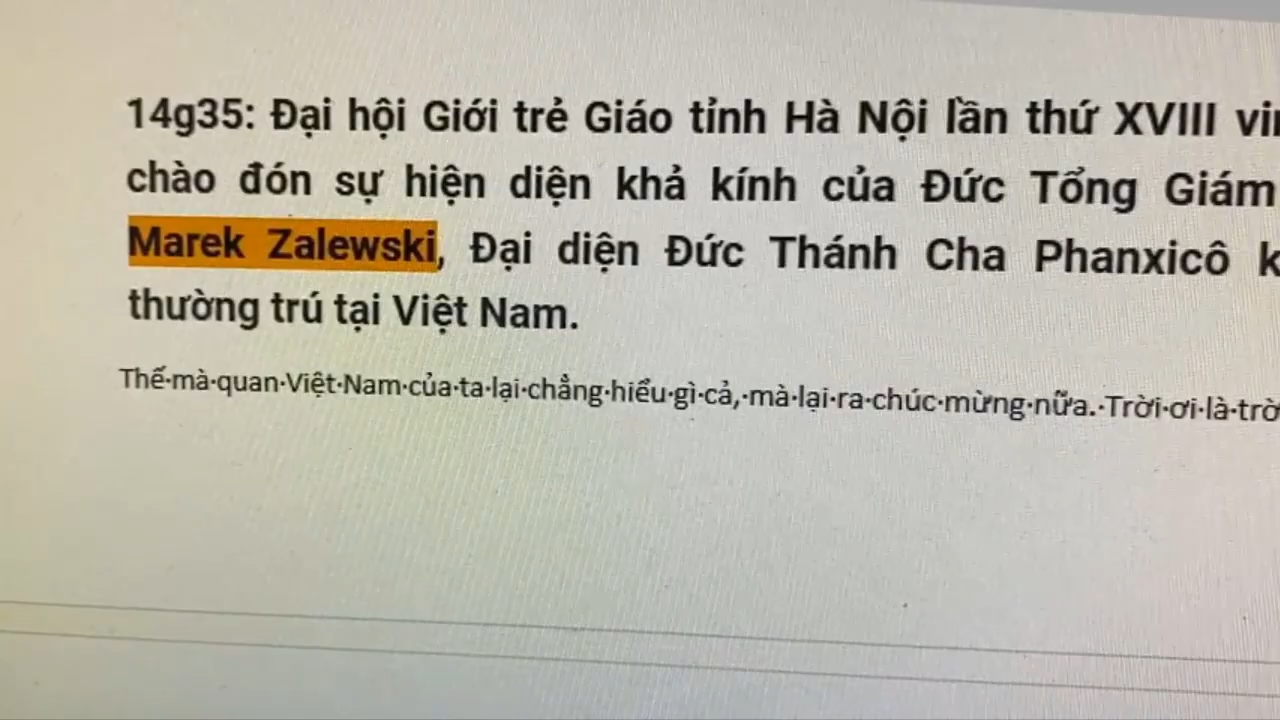 14g35: Đại hội Giới trẻ Giáo tỉnh Hà Nội lần thứ XVIII
chào đón sự hiện diện khả kính của Đức Tổng Giám
Marek Zalewski, Đại diện Đức Thánh Cha Phanxicô
thường trú tại Việt Nam.
Thế·mà·quan·Việt·Nam·của·ta·lại·chẳng·hiểu·gì·cả,·mà·lại·ra·chúc·mừng·nữa.·Trời·ơi·là